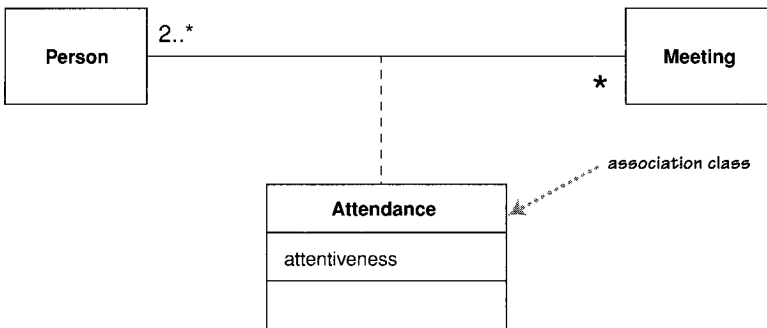 2..*
Person
Meeting
*
association class
Attendance
attentiveness